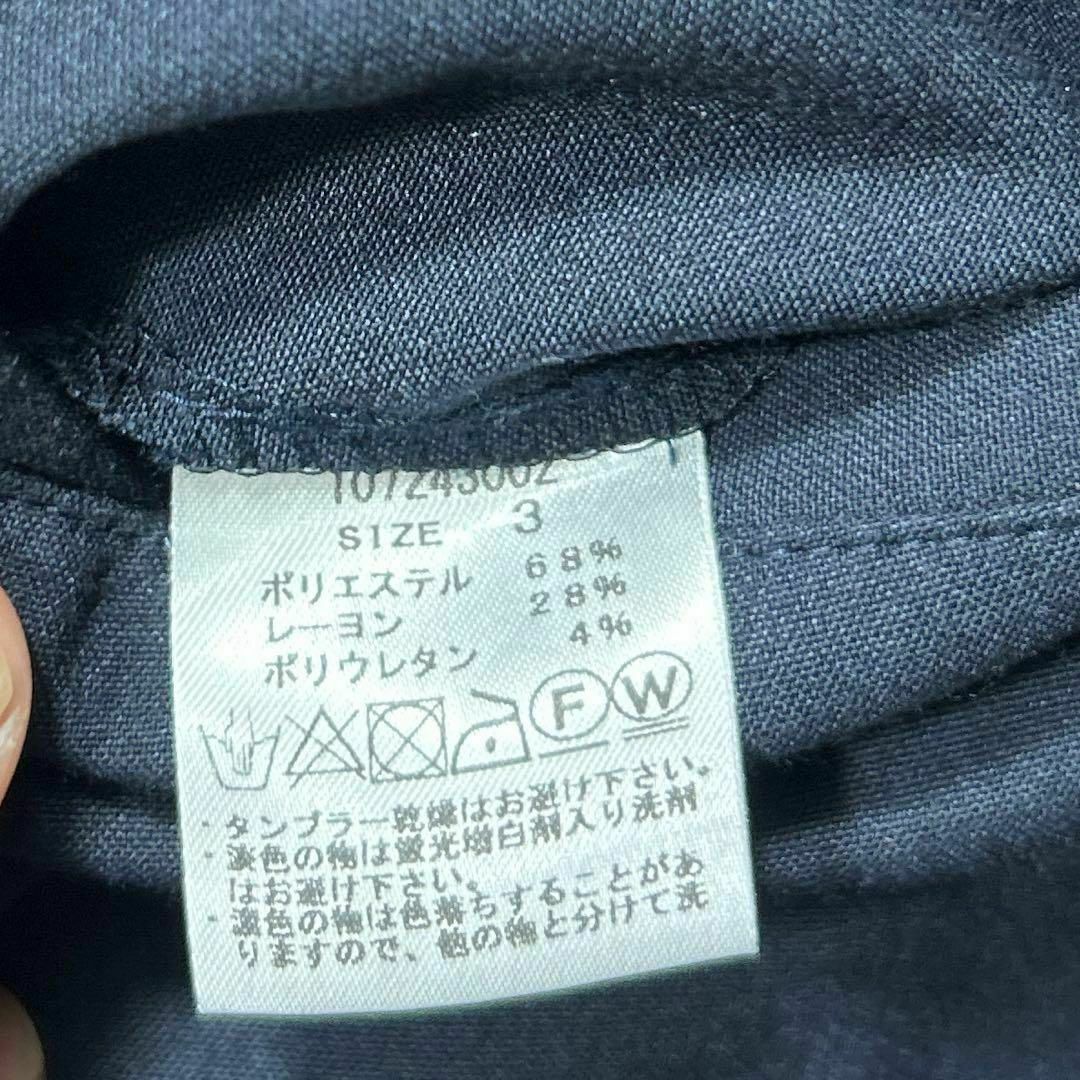 107243002
SIZE 3
ポリエステル 68%
レーヨン 28%
ポリウレタン 4%
F W
・タンブラー乾燥はお避け下さい。
・淡色の物は蛍光増白剤入り洗剤
はお避け下さい。
・濃色の物は色落ちすることがあ
りますので、他の物と分けて洗